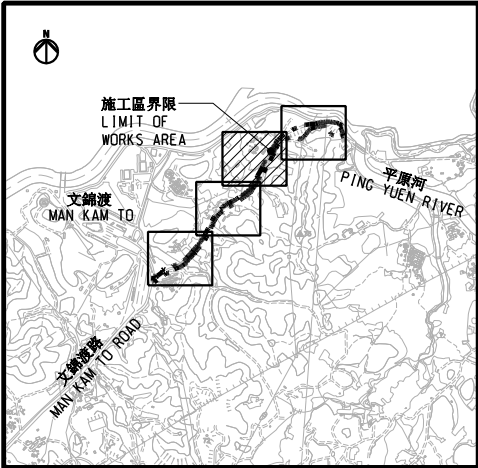 N
施工區界限
LIMIT OF
WORKS AREA
平原河
PING YUEN RIVER
文錦渡
MAN KAM TO
文錦渡路
MAN KAM TO ROAD